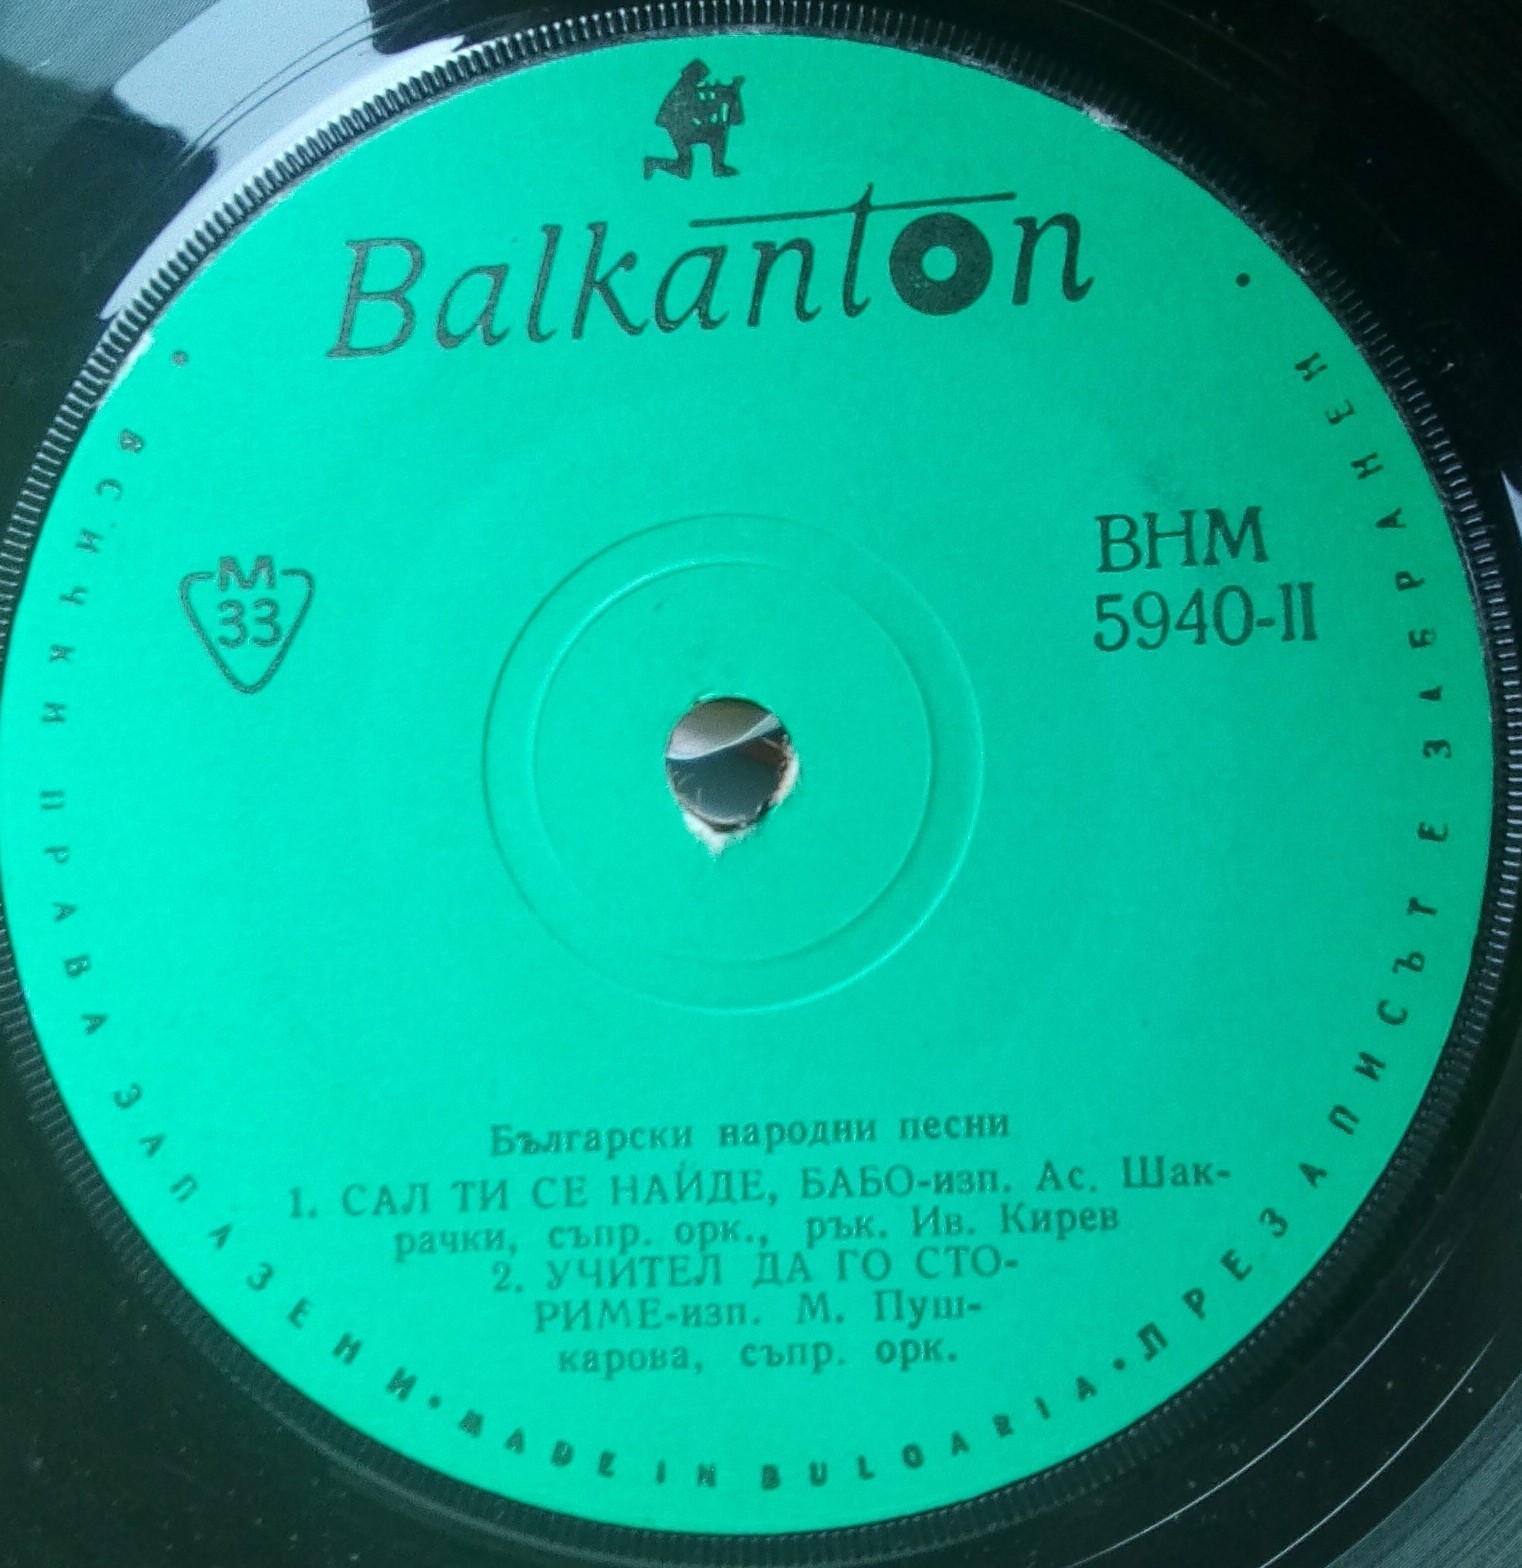 Balkanton
M
33
ВНМ
5940-II
Български народни песни
1. САЛ ТИ СЕ НАЙДЕ, БАБО-изп. Ас. Шак-
рачки, съпр. орк., рък. Ив. Кирев
2. УЧИТЕЛ ДА ГО СТО-
РИМЕ-изп. М. Пуш-
карова, съпр. орк.
• ВСИЧКИ ПРАВА ЗАПАЗЕНИ • MADE IN BULGARIA • ПРЕЗАПИСЪТ Е ЗАБРАНЕН •